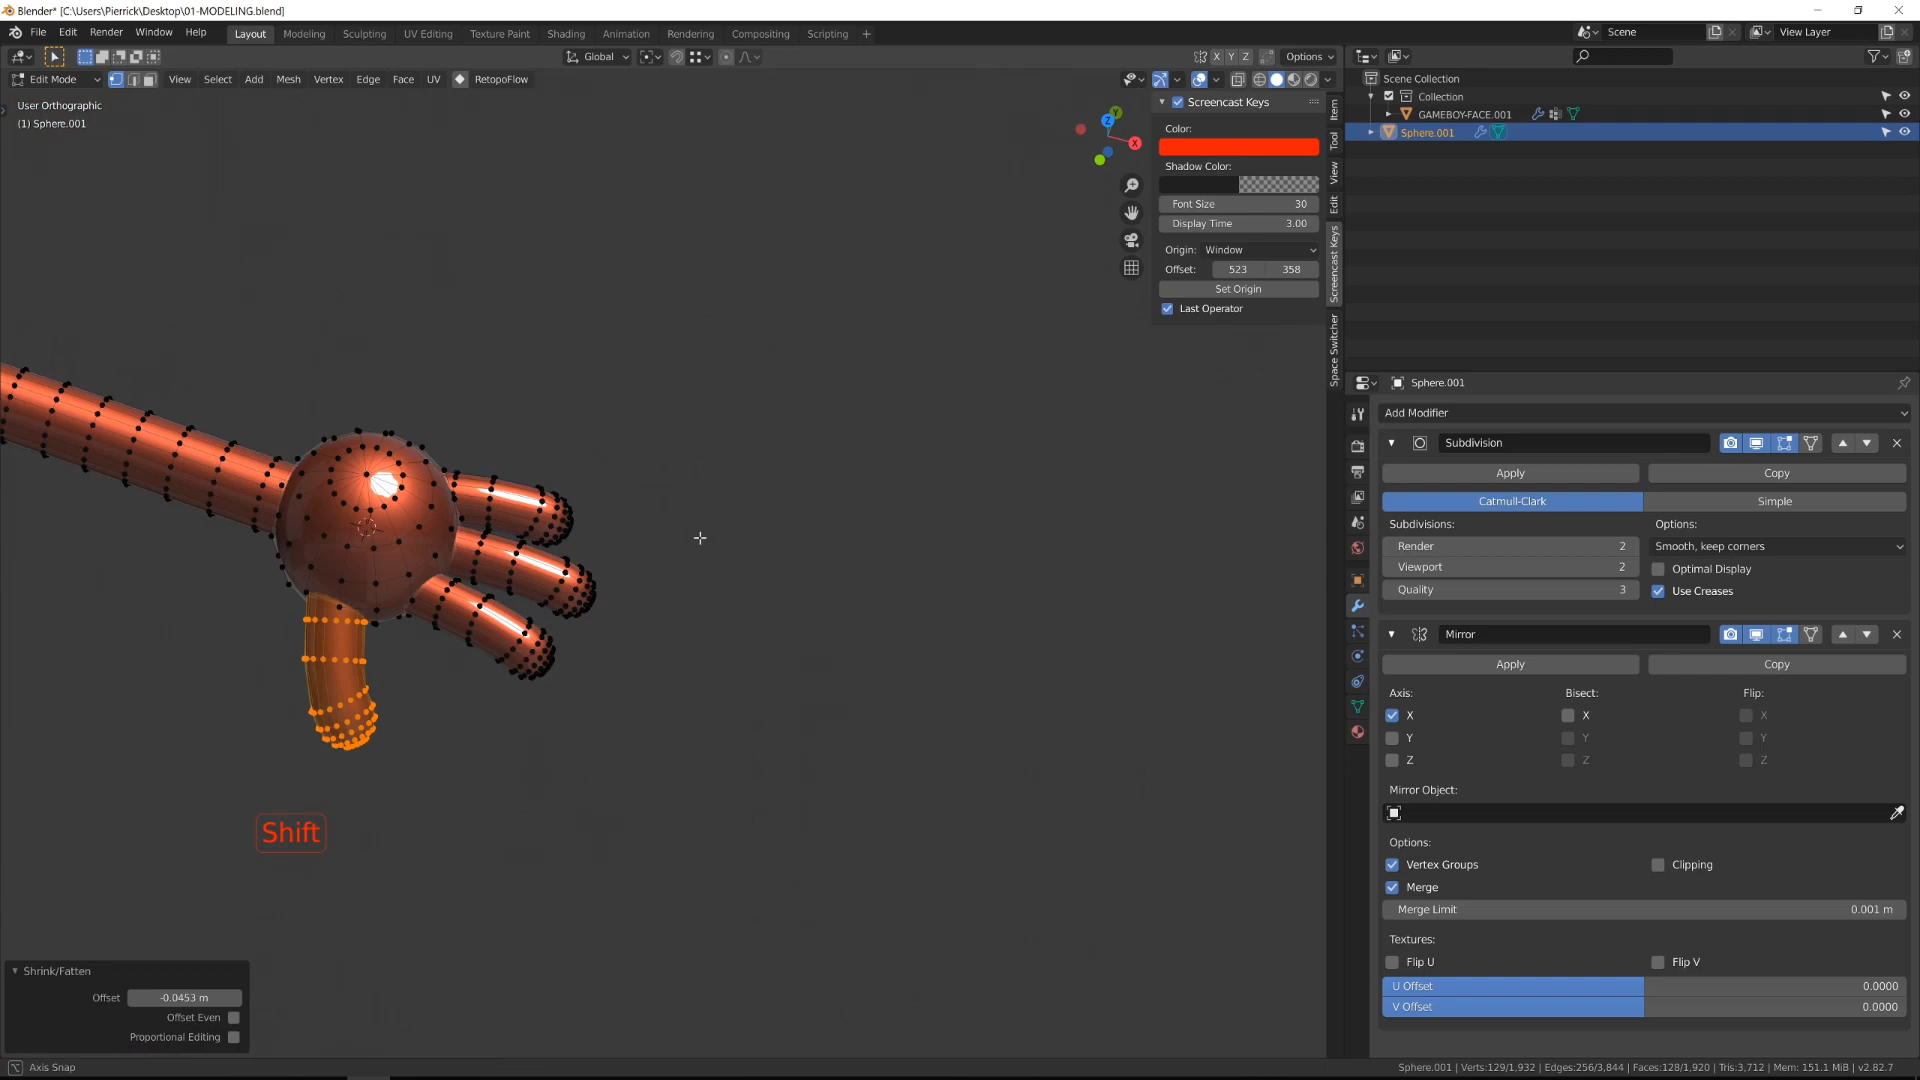 Blender* [C:\Users\Pierrick\Desktop\01-MODELING.blend]
File Edit Render Window Help
Layout Modeling Sculpting UV Editing Texture Paint Shading Animation Rendering Compositing Scripting +
Scene
View Layer
Global
X Y Z
Options
Edit Mode
View Select Add Mesh Vertex Edge Face UV RetopoFlow
User Orthographic
(1) Sphere.001
Y
Z
X
Screencast Keys
Color:
Shadow Color:
Font Size 30
Display Time 3.00
Origin: Window
Offset: 523 358
Set Origin
Last Operator
Item
Tool
View
Edit
Screencast Keys
Space Switcher
Scene Collection
Collection
GAMEBOY-FACE.001
Sphere.001
Sphere.001
Add Modifier
Subdivision
Apply Copy
Catmull-Clark Simple
Subdivisions: Options:
Render 2 Smooth, keep corners
Viewport 2 Optimal Display
Quality 3 Use Creases
Mirror
Apply Copy
Axis: Bisect: Flip:
X X X
Y Y Y
Z Z Z
Mirror Object:
Options:
Vertex Groups Clipping
Merge
Merge Limit 0.001 m
Textures:
Flip U Flip V
U Offset 0.0000
V Offset 0.0000
Shift
Shrink/Fatten
Offset -0.0453 m
Offset Even
Proportional Editing
Axis Snap
Sphere.001 | Verts:129/1,932 | Edges:256/3,844 | Faces:128/1,920 | Tris:3,712 | Mem: 151.1 MiB | v2.82.7